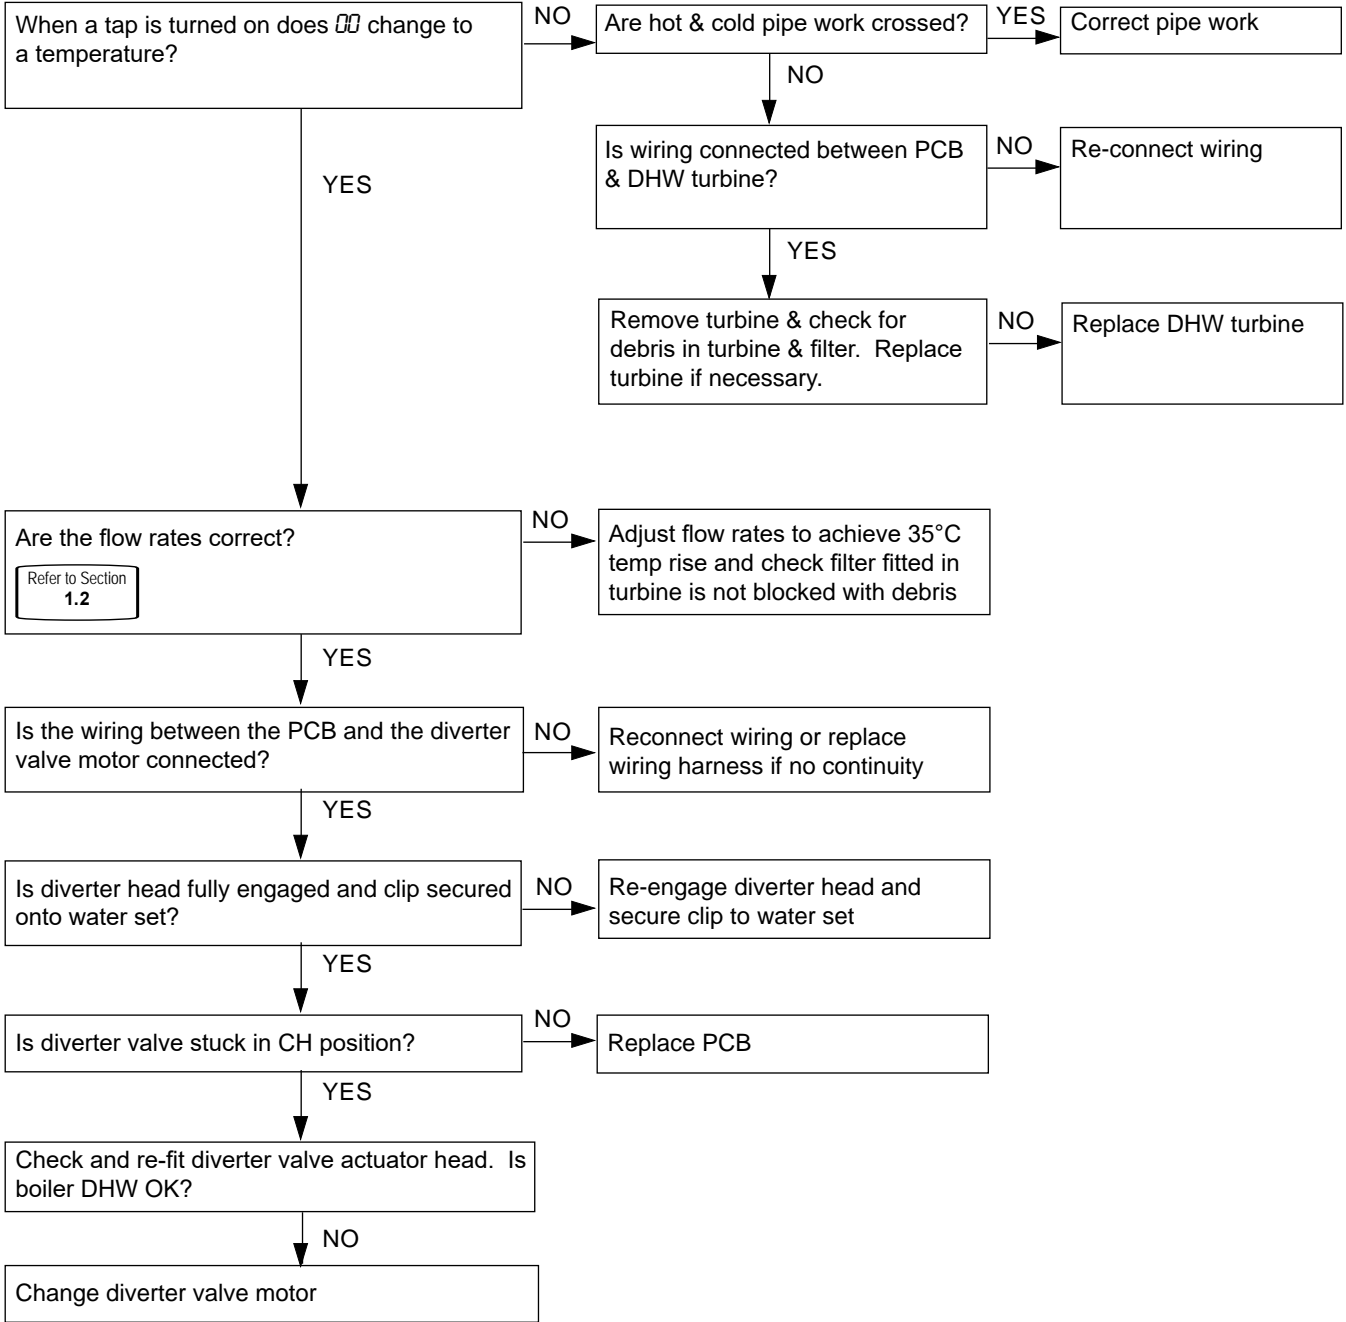 When a tap is turned on does 00 change to
a temperature?
NO
Are hot & cold pipe work crossed?
YES
Correct pipe work
NO
Is wiring connected between PCB
& DHW turbine?
NO
Re-connect wiring
YES
YES
Remove turbine & check for
debris in turbine & filter. Replace
turbine if necessary.
NO
Replace DHW turbine
Are the flow rates correct?
Refer to Section
1.2
NO
Adjust flow rates to achieve 35°C
temp rise and check filter fitted in
turbine is not blocked with debris
YES
Is the wiring between the PCB and the diverter
valve motor connected?
NO
Reconnect wiring or replace
wiring harness if no continuity
YES
Is diverter head fully engaged and clip secured
onto water set?
NO
Re-engage diverter head and
secure clip to water set
YES
Is diverter valve stuck in CH position?
NO
Replace PCB
YES
Check and re-fit diverter valve actuator head. Is
boiler DHW OK?
NO
Change diverter valve motor